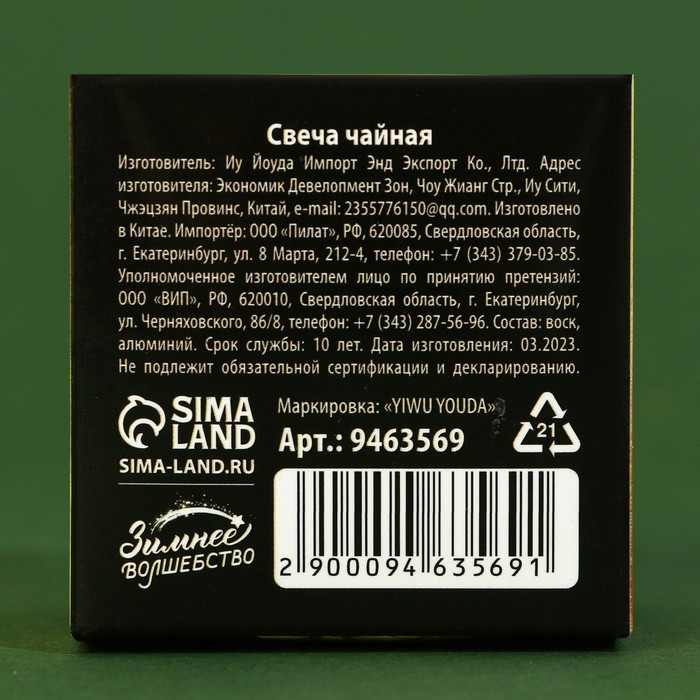 Свеча чайная
Изготовитель: Иу Йоуда Импорт Энд Экспорт Ко., Лтд. Адрес
изготовителя: Экономик Девелопмент Зон, Чоу Жианг Стр., Иу Сити,
Чжэцзян Провинс, Китай, e-mail: 2355776150@qq.com. Изготовлено
в Китае. Импортёр: ООО «Пилат», РФ, 620085, Свердловская область,
г. Екатеринбург, ул. 8 Марта, 212-4, телефон: +7 (343) 379-03-85.
Уполномоченное изготовителем лицо по принятию претензий:
ООО «ВИП», РФ, 620010, Свердловская область, г. Екатеринбург,
ул. Черняховского, 86/8, телефон: +7 (343) 287-56-96. Состав: воск,
алюминий. Срок службы: 10 лет. Дата изготовления: 03.2023.
Не подлежит обязательной сертификации и декларированию.
SIMA
LAND
SIMA-LAND.RU
Маркировка: «YIWU YOUDA»
Арт.: 9463569
21
Зимнее
ВОЛШЕБСТВО
2 900094 635691